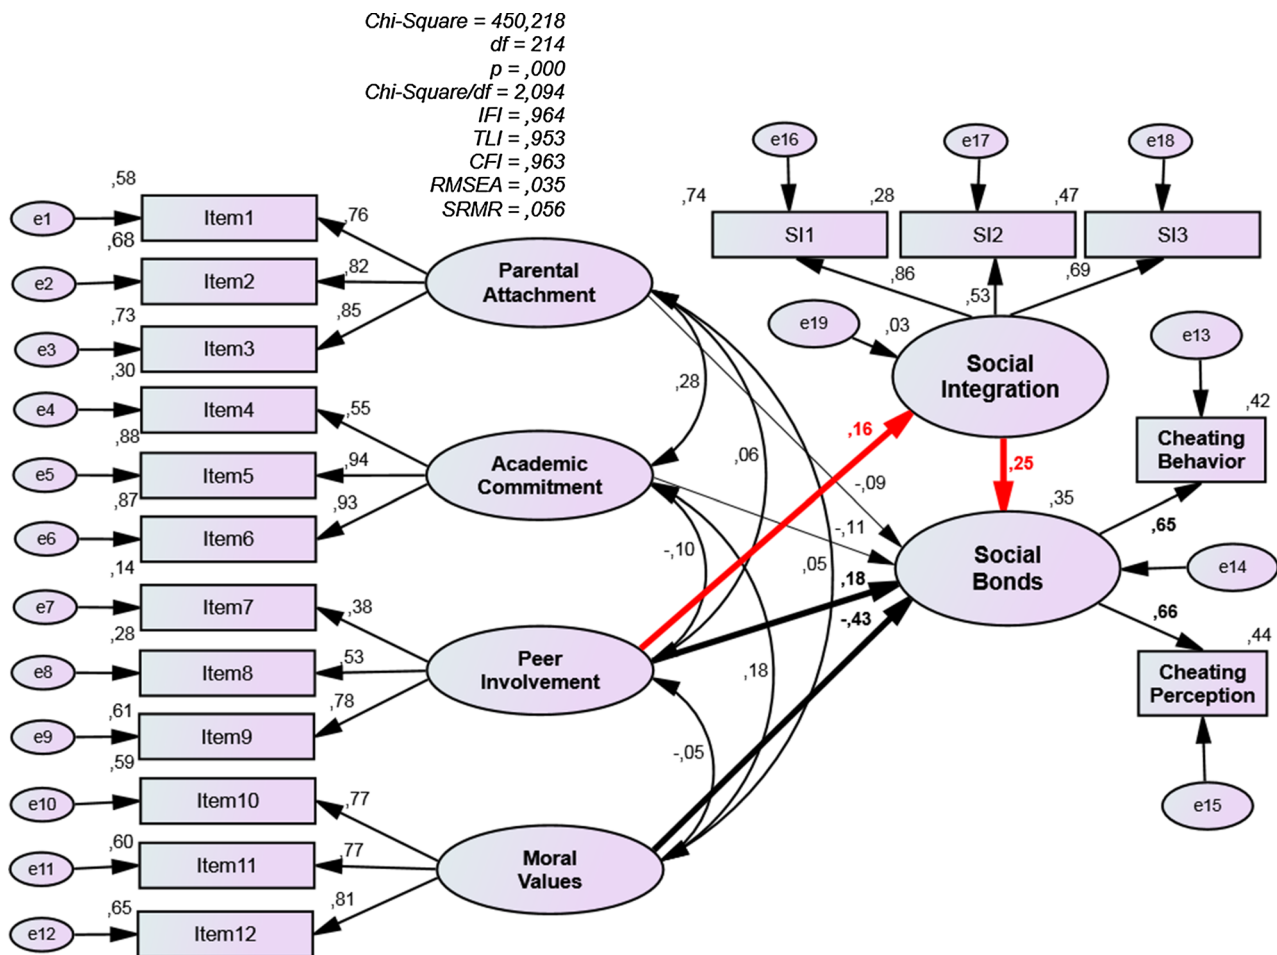 Chi-Square = 450,218
df = 214
p = ,000
Chi-Square/df = 2,094
IFI = ,964
TLI = ,953
CFI = ,963
RMSEA = ,035
SRMR = ,056
e16
e17
e18
,74
,28
,47
SI1
SI2
SI3
,86
,53
,69
,58
e1
Item1
,76
,68
e2
Item2
,82
,73
e3
Item3
,85
,30
e4
Item4
,55
,88
e5
Item5
,94
,87
e6
Item6
,93
,14
e7
Item7
,38
,28
e8
Item8
,53
,61
e9
Item9
,78
,59
e10
Item10
,77
,60
e11
Item11
,77
,65
e12
Item12
,81
Parental
Attachment
Academic
Commitment
Peer
Involvement
Moral
Values
,28
,06
-,10
,05
,18
-,05
-,09
-,11
,18
-,43
,16
,25
e19
,03
Social
Integration
,35
Social
Bonds
e13
,42
Cheating
Behavior
,65
e14
,66
,44
Cheating
Perception
e15